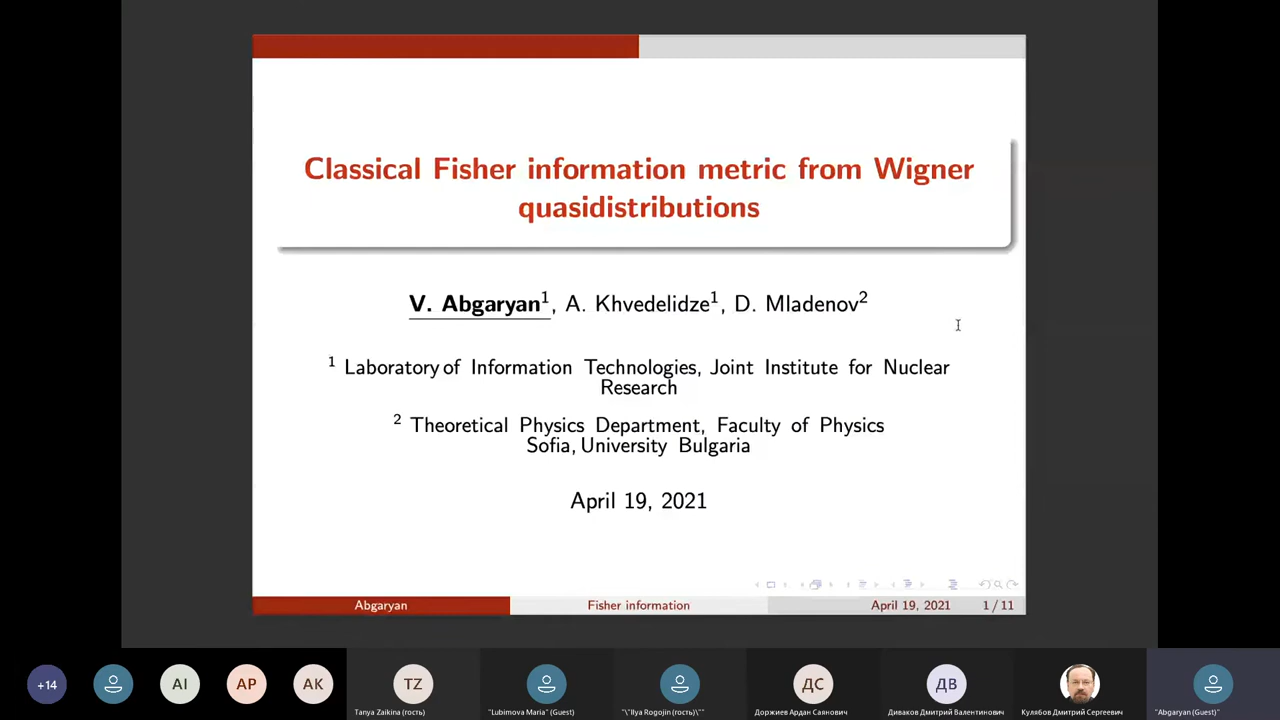 Classical Fisher information metric from Wigner
quasidistributions
V. Abgaryan1, A. Khvedelidze1, D. Mladenov2
1 Laboratory of Information Technologies, Joint Institute for Nuclear
Research
2 Theoretical Physics Department, Faculty of Physics
Sofia, University Bulgaria
April 19, 2021
Abgaryan Fisher information April 19, 2021 1 / 11
+14 AI AP AK TZ ДС ДВ
Tanya Zaikina (гость) "Lubimova Maria" (Guest) "\"Ilya Rogojin (гость)\"" Доржиев Ардан Саянович Диваков Дмитрий Валентинович Кулябов Дмитрий Сергеевич "Abgaryan (Guest)"